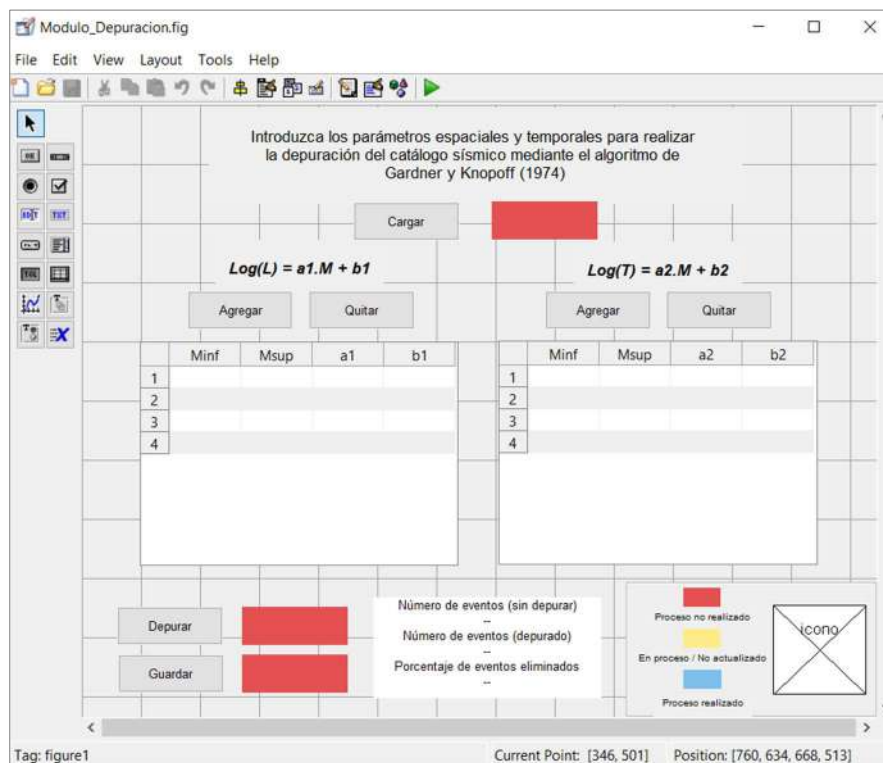 Modulo_Depuracion.fig
File Edit View Layout Tools Help
Introduzca los parámetros espaciales y temporales para realizar
la depuración del catálogo sísmico mediante el algoritmo de
Gardner y Knopoff (1974)
Cargar
Log(L) = a1.M + b1
Log(T) = a2.M + b2
Agregar Quitar
Agregar Quitar
Minf Msup a1 b1
1
2
3
4
Minf Msup a2 b2
1
2
3
4
Depurar
Guardar
Número de eventos (sin depurar)
--
Número de eventos (depurado)
--
Porcentaje de eventos eliminados
--
Proceso no realizado
En proceso / No actualizado
Proceso realizado
icono
Tag: figure1
Current Point: [346, 501]
Position: [760, 634, 668, 513]